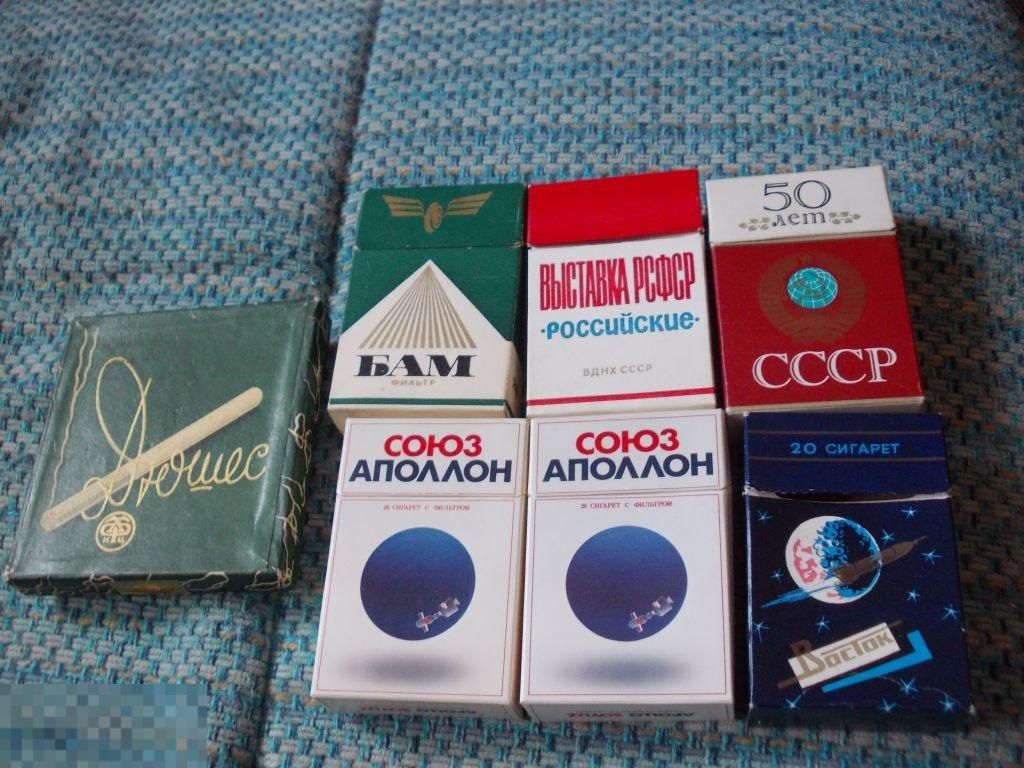 Дюшес
КТЦ
БАМ
ФИЛЬТР
ВЫСТАВКА РСФСР
·РОССИЙСКИЕ·
ВДНХ СССР
50
лет
СССР
СОЮЗ
АПОЛЛОН
20 СИГАРЕТ С ФИЛЬТРОМ
СОЮЗ
АПОЛЛОН
20 СИГАРЕТ С ФИЛЬТРОМ
20 СИГАРЕТ
Восток